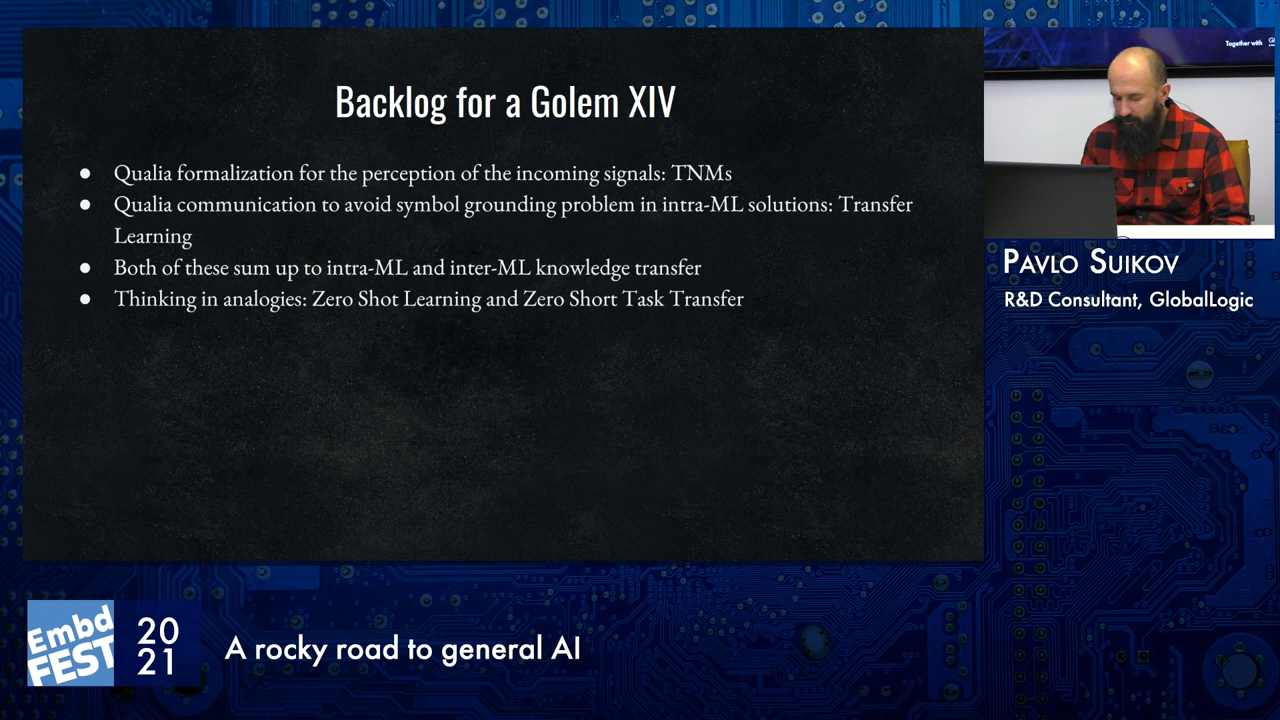 Backlog for a Golem XIV
● Qualia formalization for the perception of the incoming signals: TNMs
● Qualia communication to avoid symbol grounding problem in intra-ML solutions: Transfer
Learning
● Both of these sum up to intra-ML and inter-ML knowledge transfer
● Thinking in analogies: Zero Shot Learning and Zero Short Task Transfer
Together with
PAVLO SUIKOV
R&D Consultant, GlobalLogic
Embd
FEST
20
21
A rocky road to general AI